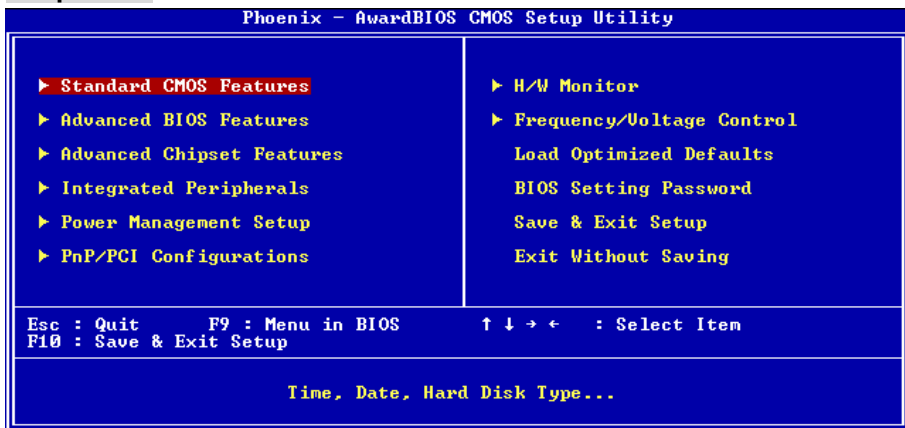 Phoenix - AwardBIOS CMOS Setup Utility
► Standard CMOS Features
► Advanced BIOS Features
► Advanced Chipset Features
► Integrated Peripherals
► Power Management Setup
► PnP/PCI Configurations
► H/W Monitor
► Frequency/Voltage Control
Load Optimized Defaults
BIOS Setting Password
Save & Exit Setup
Exit Without Saving
Esc : Quit F9 : Menu in BIOS ↑ ↓ → ← : Select Item
F10 : Save & Exit Setup
Time, Date, Hard Disk Type...